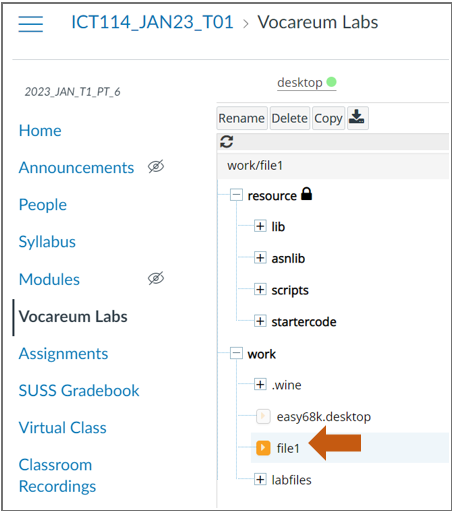 ICT114_JAN23_T01 > Vocareum Labs
desktop
2023_JAN_T1_PT_6
Home
Announcements
People
Syllabus
Modules
Vocareum Labs
Assignments
SUSS Gradebook
Virtual Class
Classroom
Recordings
Rename Delete Copy
work/file1
resource
lib
asnlib
scripts
startercode
work
.wine
easy68k.desktop
file1
labfiles